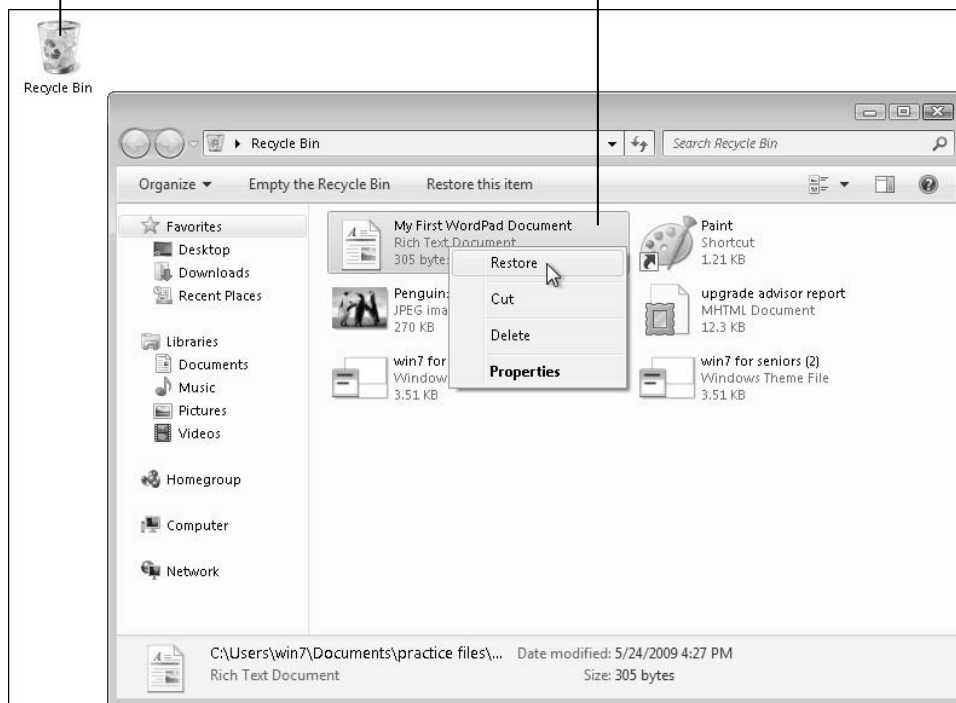 Recycle Bin
Recycle Bin
Search Recycle Bin
Organize
Empty the Recycle Bin
Restore this item
Favorites
Desktop
Downloads
Recent Places
Libraries
Documents
Music
Pictures
Videos
Homegroup
Computer
Network
My First WordPad Document
Rich Text Document
305 byte
Paint
Shortcut
1.21 KB
Restore
Cut
Delete
Properties
Penguin
JPEG ima
270 KB
upgrade advisor report
MHTML Document
12.3 KB
win7 for
Window
3.51 KB
win7 for seniors (2)
Windows Theme File
3.51 KB
C:\Users\win7\Documents\practice files\... Date modified: 5/24/2009 4:27 PM
Rich Text Document Size: 305 bytes